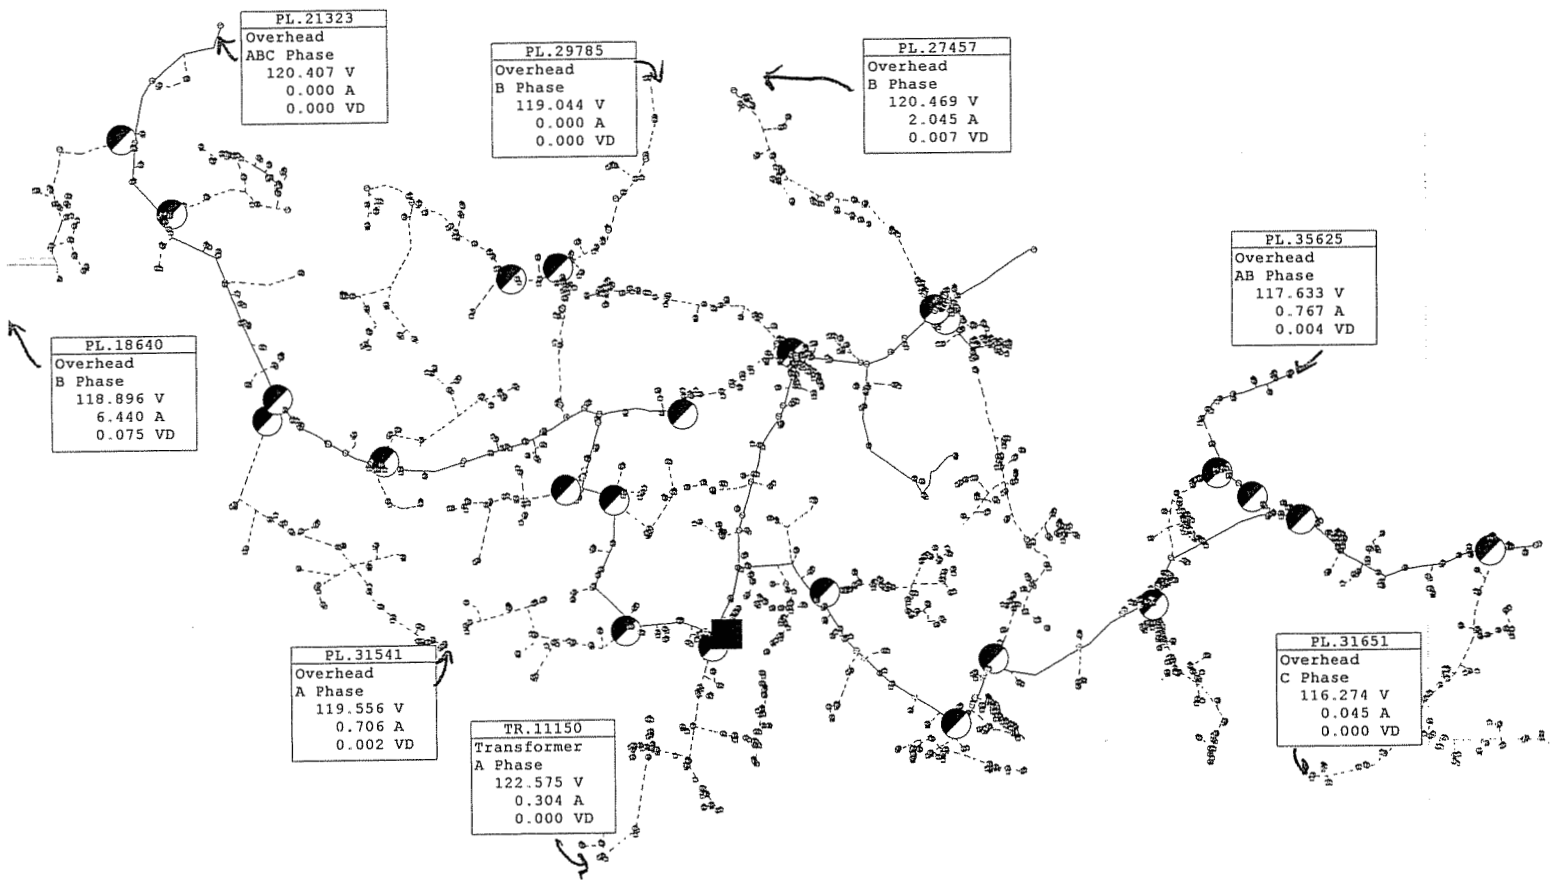 PL.21323
Overhead
ABC Phase
120.407 V
0.000 A
0.000 VD
PL.29785
Overhead
B Phase
119.044 V
0.000 A
0.000 VD
PL.27457
Overhead
B Phase
120.469 V
2.045 A
0.007 VD
PL.35625
Overhead
AB Phase
117.633 V
0.767 A
0.004 VD
PL.18640
Overhead
B Phase
118.896 V
6.440 A
0.075 VD
PL.31541
Overhead
A Phase
119.556 V
0.706 A
0.002 VD
TR.11150
Transformer
A Phase
122.575 V
0.304 A
0.000 VD
PL.31651
Overhead
C Phase
116.274 V
0.045 A
0.000 VD